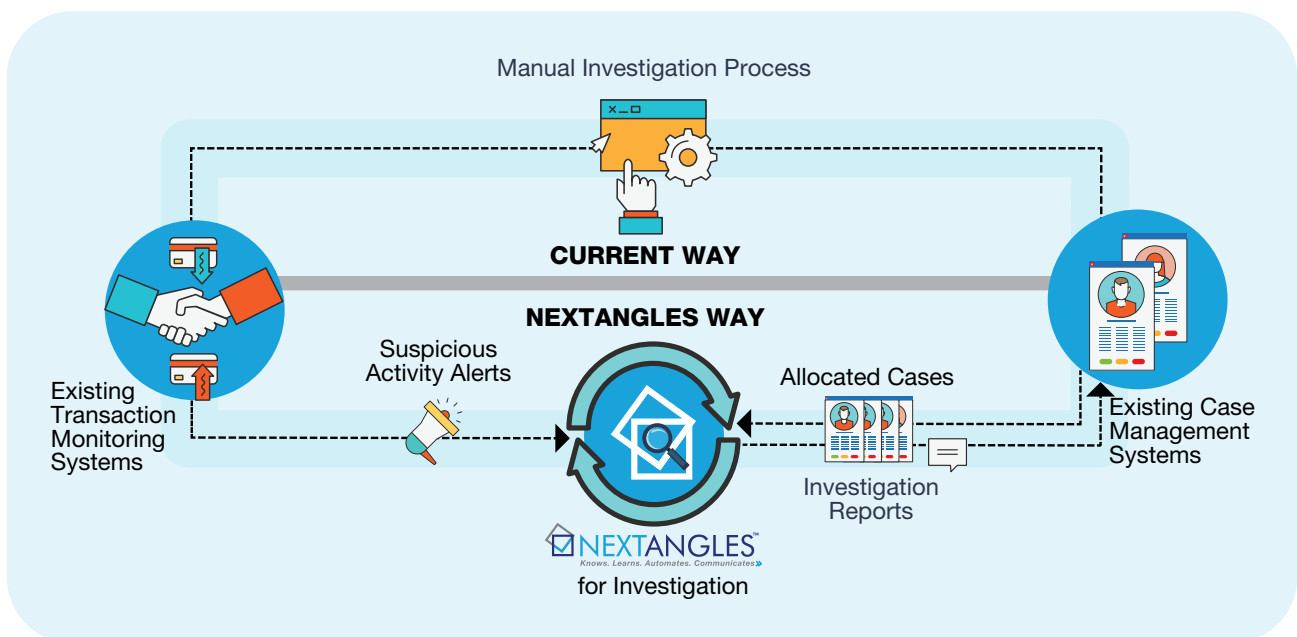 Manual Investigation Process
CURRENT WAY
NEXTANGLES WAY
Suspicious
Activity Alerts
Allocated Cases
Existing
Transaction
Monitoring
Systems
Existing Case
Management
Systems
Investigation
Reports
NEXTANGLES™
Knows. Learns. Automates. Communicates
for Investigation